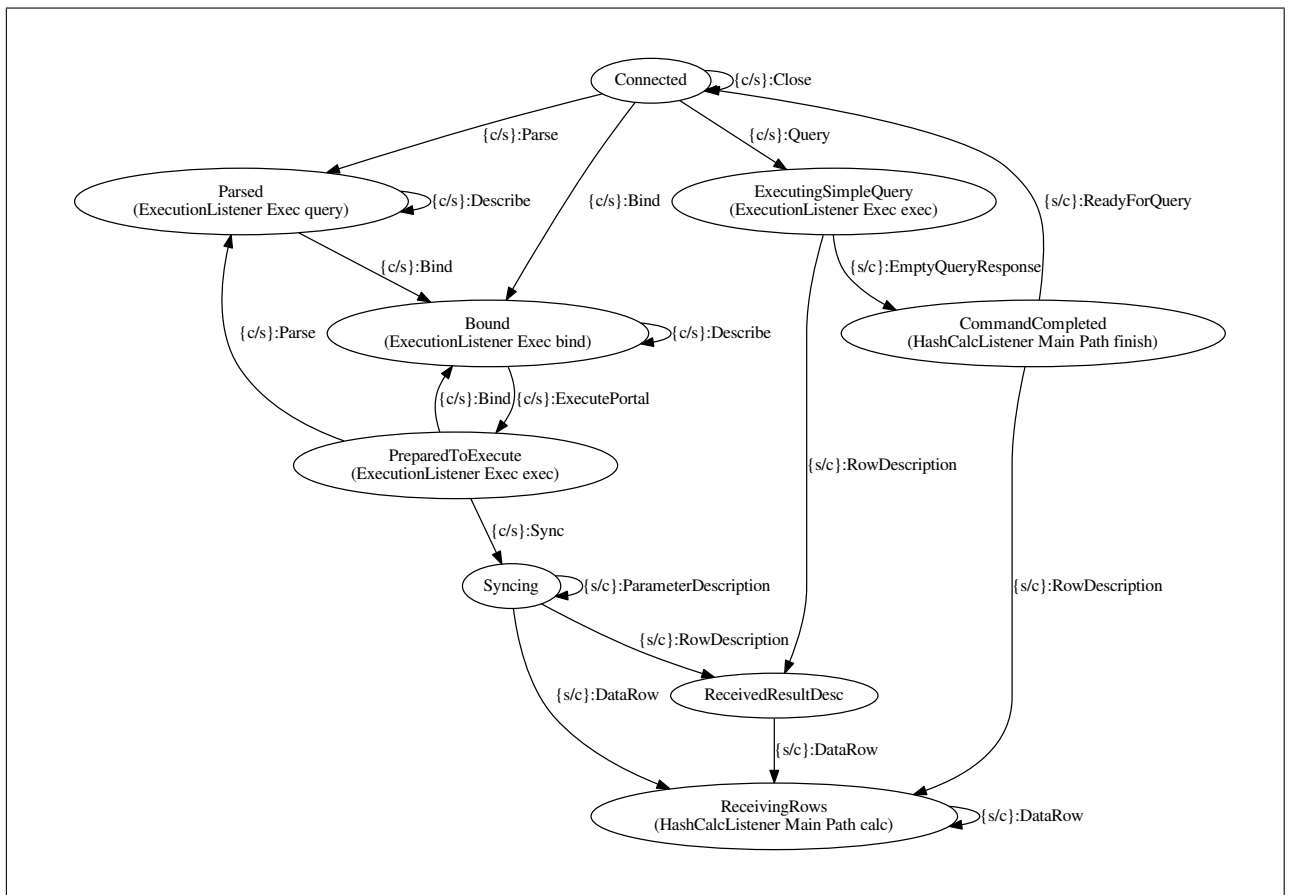 Connected
{c/s}:Close
{c/s}:Parse
{c/s}:Query
Parsed
(ExecutionListener Exec query)
{c/s}:Describe
{c/s}:Bind
ExecutingSimpleQuery
(ExecutionListener Exec exec)
{s/c}:ReadyForQuery
{c/s}:Bind
{s/c}:EmptyQueryResponse
{c/s}:Parse
Bound
(ExecutionListener Exec bind)
{c/s}:Describe
CommandCompleted
(HashCalcListener Main Path finish)
{c/s}:Bind
{c/s}:ExecutePortal
PreparedToExecute
(ExecutionListener Exec exec)
{s/c}:RowDescription
{c/s}:Sync
Syncing
{s/c}:ParameterDescription
{s/c}:RowDescription
{s/c}:RowDescription
{s/c}:DataRow
ReceivedResultDesc
{s/c}:DataRow
ReceivingRows
(HashCalcListener Main Path calc)
{s/c}:DataRow